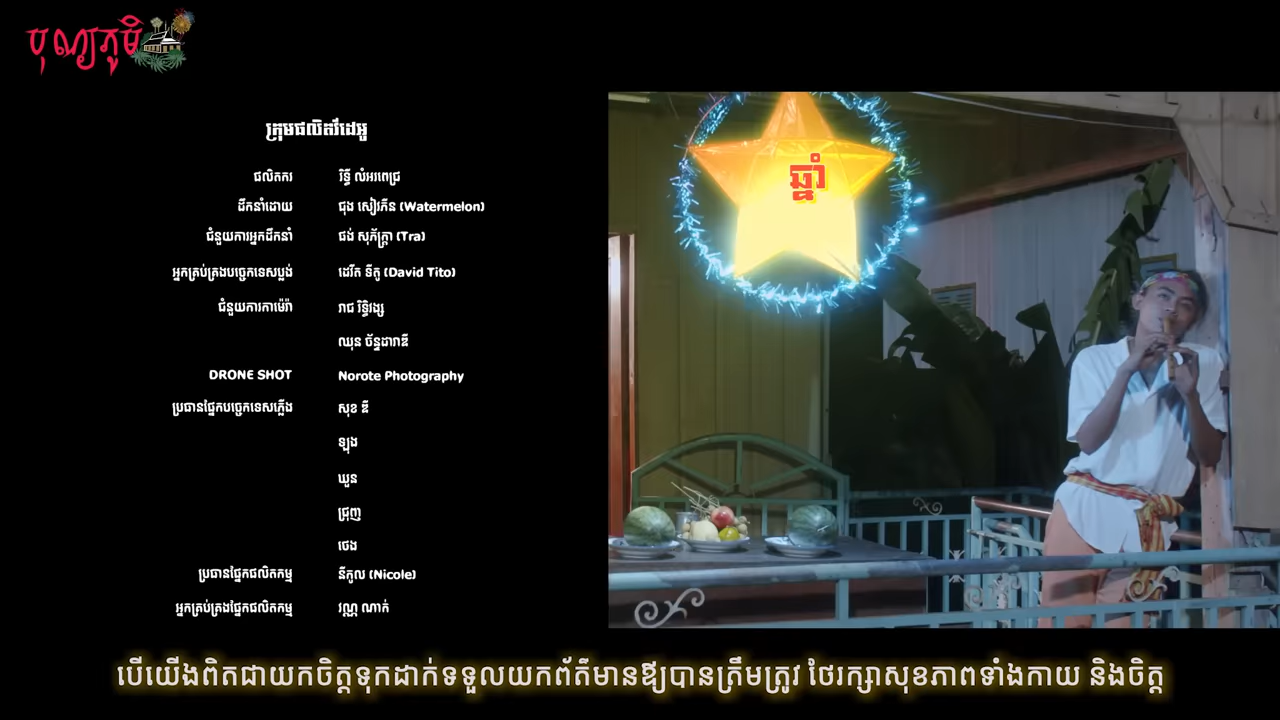 បុណ្យភូមិ
ក្រុមផលិតវីដេអូ
ផលិតករ រិទ្ធី លំអរពេជ្រ
ដឹកនាំដោយ ជុង សៀវភីន (Watermelon)
ជំនួយការអ្នកដឹកនាំ ផង់ សុភ័ក្ត្រា (Tra)
អ្នកគ្រប់គ្រងបច្ចេកទេសប្លង់ ដេវីត ទីតូ (David Tito)
ជំនួយការកាម៉េរ៉ា រាជ រិទ្ធិវង្ស
ឈុន ច័ន្ទដារាឌី
DRONE SHOT Norote Photography
ប្រធានផ្នែកបច្ចេកទេសភ្លើង សុខ ឌី
ឡុង
ឃួន
ជ្រុញ
ថេង
ប្រធានផ្នែកផលិតកម្ម នីកូល (Nicole)
អ្នកគ្រប់គ្រងផ្នែកផលិតកម្ម វណ្ណ ណាក់
ឆ្នាំ
បើយើងពិតជាយកចិត្តទុកដាក់ទទួលយកព័ត៌មានឪ្យបានត្រឹមត្រូវ ថែរក្សាសុខភាពទាំងកាយ និងចិត្ត